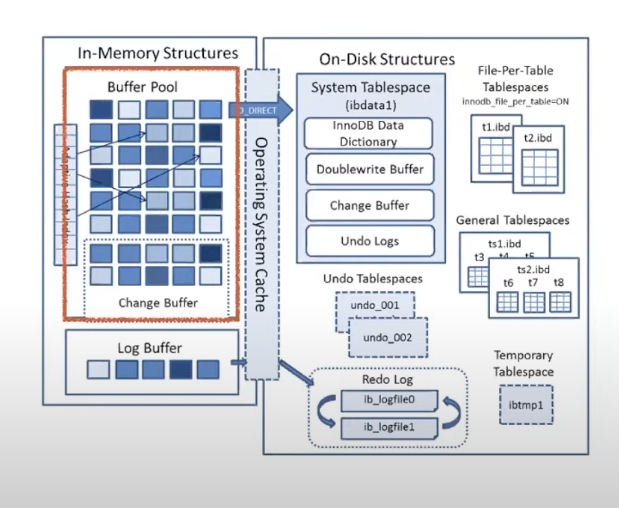 In-Memory Structures
Buffer Pool
Adaptive Hash Index
Change Buffer
Log Buffer
Operating System Cache
O_DIRECT
On-Disk Structures
System Tablespace
(ibdata1)
InnoDB Data
Dictionary
Doublewrite Buffer
Change Buffer
Undo Logs
File-Per-Table
Tablespaces
innodb_file_per_table=ON
t1.ibd
t2.ibd
General Tablespaces
ts1.ibd
t3 t4 t5
ts2.ibd
t6 t7 t8
Undo Tablespaces
undo_001
undo_002
Redo Log
ib_logfile0
ib_logfile1
Temporary
Tablespace
ibtmp1